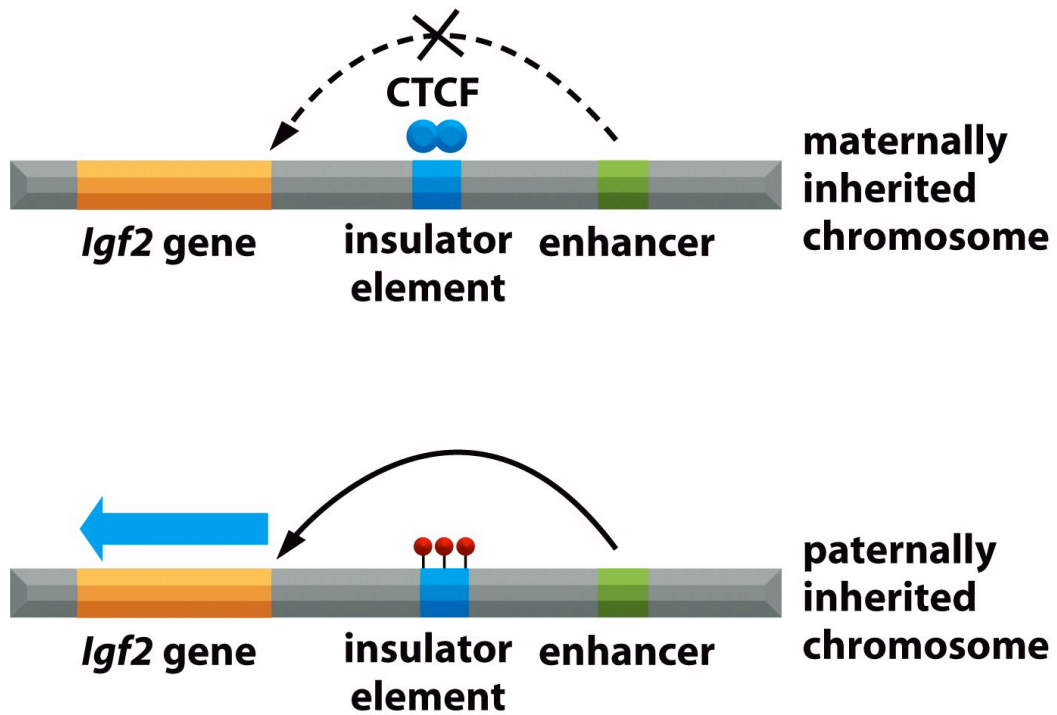 CTCF
maternally
inherited
chromosome
Igf2 gene
insulator
element
enhancer
paternally
inherited
chromosome
Igf2 gene
insulator
element
enhancer